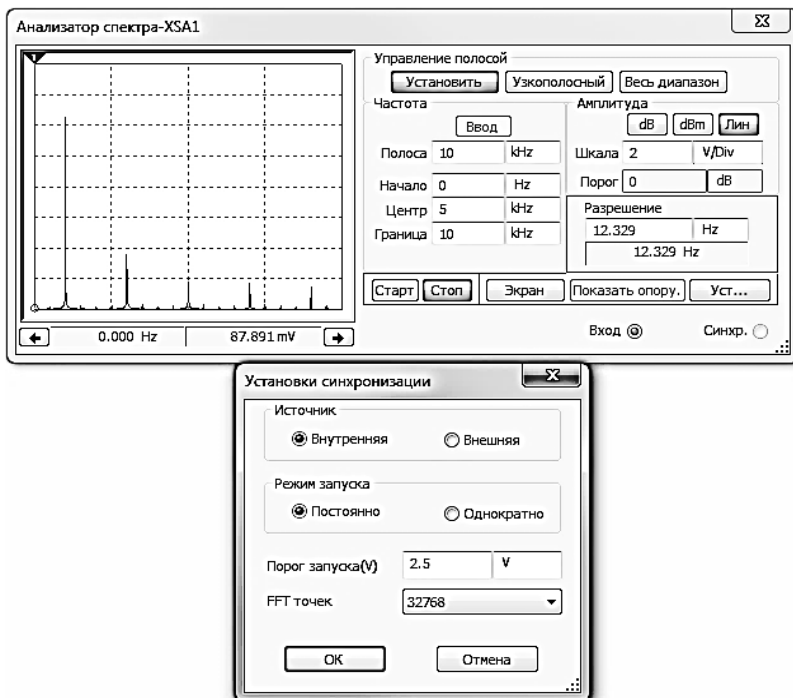 Анализатор спектра-XSA1
1
Управление полосой
Установить Узкополосный Весь диапазон
Частота
Ввод
Полоса 10 kHz
Начало 0 Hz
Центр 5 kHz
Граница 10 kHz
Амплитуда
dB dBm Лин
Шкала 2 V/Div
Порог 0 dB
Разрешение
12.329 Hz
12.329 Hz
Старт Стоп Экран Показать опору. Уст...
0.000 Hz 87.891 mV
Вход Синхр.
Установки синхронизации
Источник
Внутренняя Внешняя
Режим запуска
Постоянно Однократно
Порог запуска(V) 2.5 V
FFT точек 32768
OK Отмена